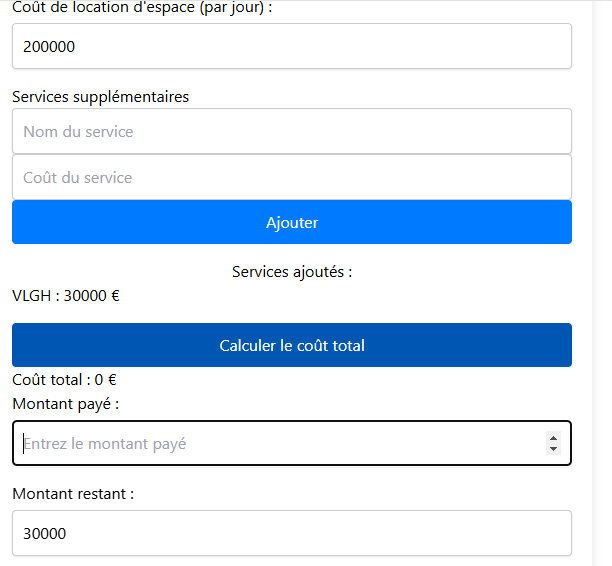 Coût de location d'espace (par jour) :
200000
Services supplémentaires
Nom du service
Coût du service
Ajouter
Services ajoutés :
VLGH : 30000 €
Calculer le coût total
Coût total : 0 €
Montant payé :
Entrez le montant payé
Montant restant :
30000